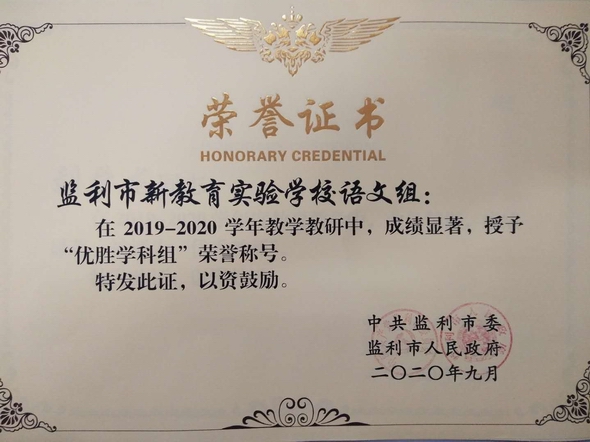 荣誉证书
HONORARY CREDENTIAL
监利市新教育实验学校语文组：
在 2019-2020 学年教学教研中，成绩显著，授予
“优胜学科组”荣誉称号。
特发此证，以资鼓励。
中共监利市委
监利市人民政府
二〇二〇年九月